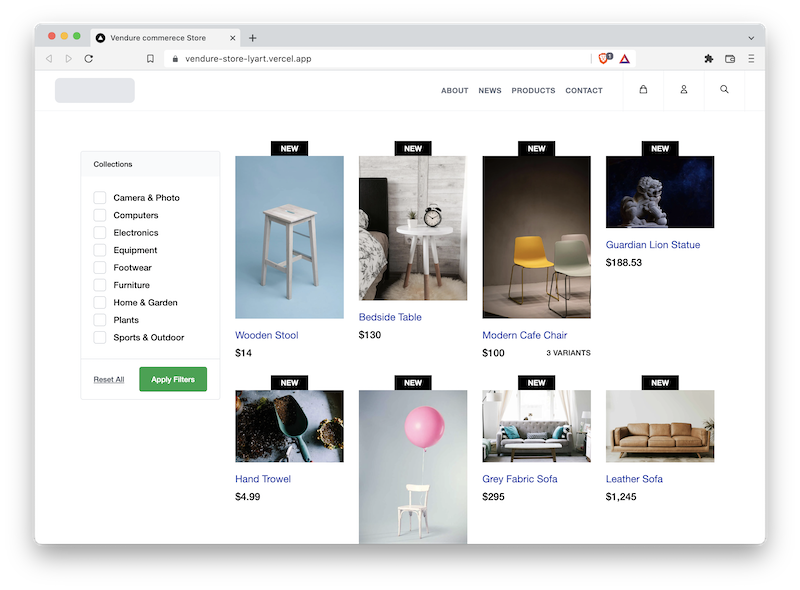 Vendure commerece Store
vendure-store-lyart.vercel.app
1
ABOUT NEWS PRODUCTS CONTACT
Collections
Camera & Photo
Computers
Electronics
Equipment
Footwear
Furniture
Home & Garden
Plants
Sports & Outdoor
Reset All
Apply Filters
NEW
Wooden Stool
$14
NEW
Bedside Table
$130
NEW
Modern Cafe Chair
$100
3 VARIANTS
NEW
Guardian Lion Statue
$188.53
NEW
Hand Trowel
$4.99
NEW
NEW
Grey Fabric Sofa
$295
NEW
Leather Sofa
$1,245